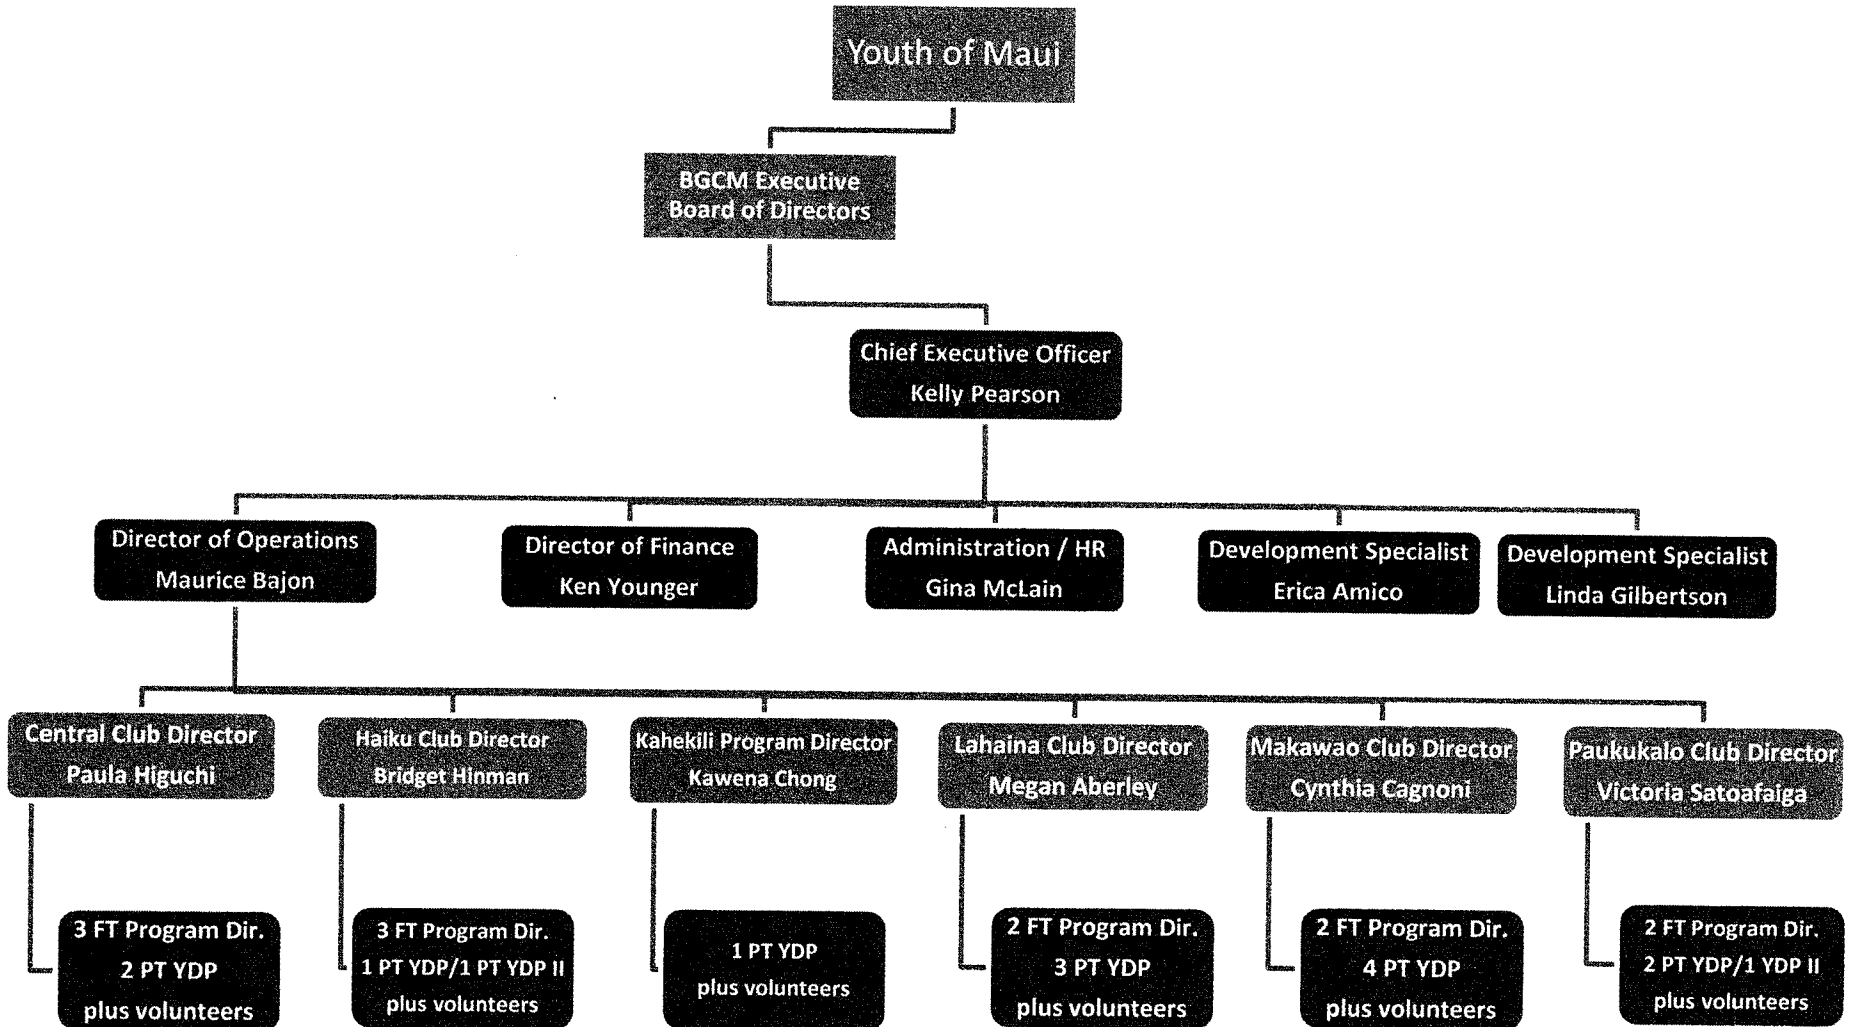 Youth of Maui
BGCM Executive
Board of Directors
Chief Executive Officer
Kelly Pearson
Director of Operations
Maurice Bajon
Director of Finance
Ken Younger
Administration / HR
Gina McLain
Development Specialist
Erica Amico
Development Specialist
Linda Gilbertson
Central Club Director
Paula Higuchi
Haiku Club Director
Bridget Hinman
Kahekili Program Director
Kawena Chong
Lahaina Club Director
Megan Aberley
Makawao Club Director
Cynthia Cagnoni
Paukukalo Club Director
Victoria Satoafaiga
3 FT Program Dir.
2 PT YDP
plus volunteers
3 FT Program Dir.
1 PT YDP/1 PT YDP II
plus volunteers
1 PT YDP
plus volunteers
2 FT Program Dir.
3 PT YDP
plus volunteers
2 FT Program Dir.
4 PT YDP
plus volunteers
2 FT Program Dir.
2 PT YDP/1 YDP II
plus volunteers